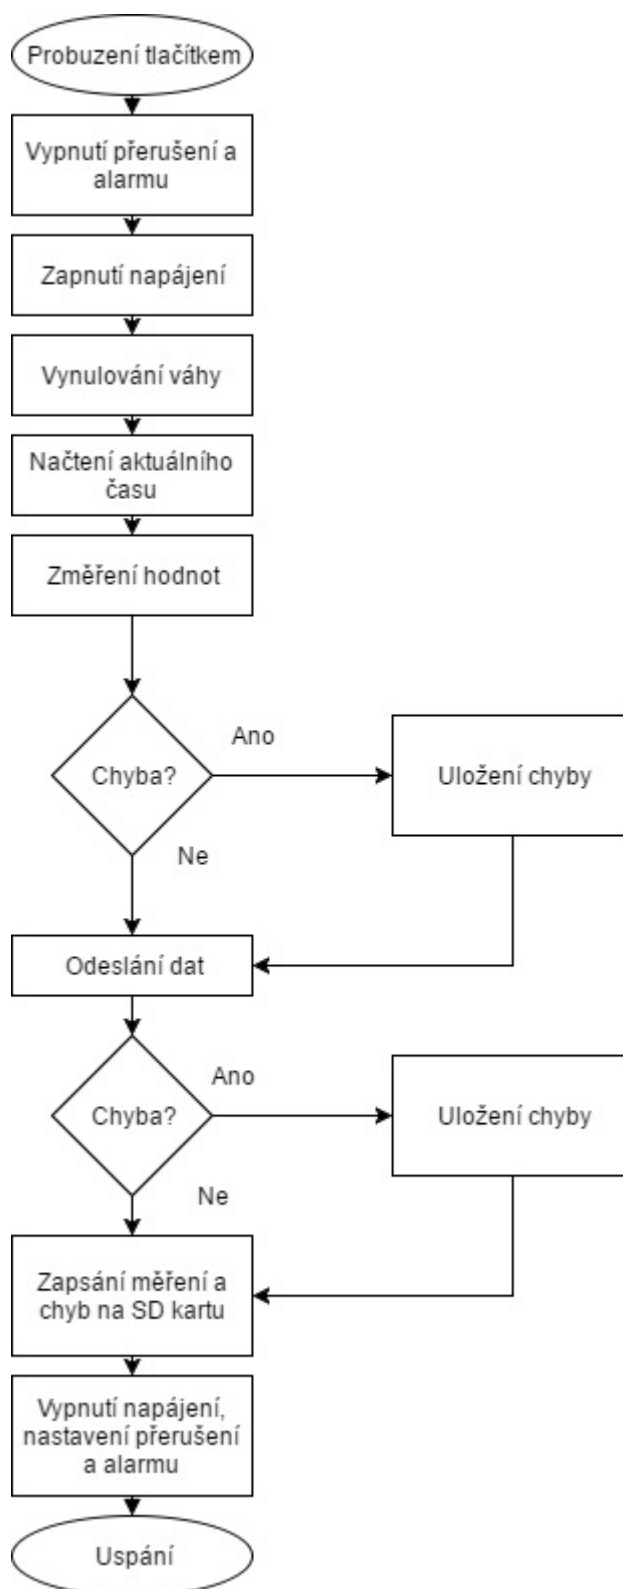 Probuzení tlačítkem
Vypnutí přerušení a
alarmu
Zapnutí napájení
Vynulování váhy
Načtení aktuálního
času
Změření hodnot
Ano
Chyba?
Uložení chyby
Ne
Odeslání dat
Ano
Chyba?
Uložení chyby
Ne
Zapsání měření a
chyb na SD kartu
Vypnutí napájení,
nastavení přerušení
a alarmu
Uspání